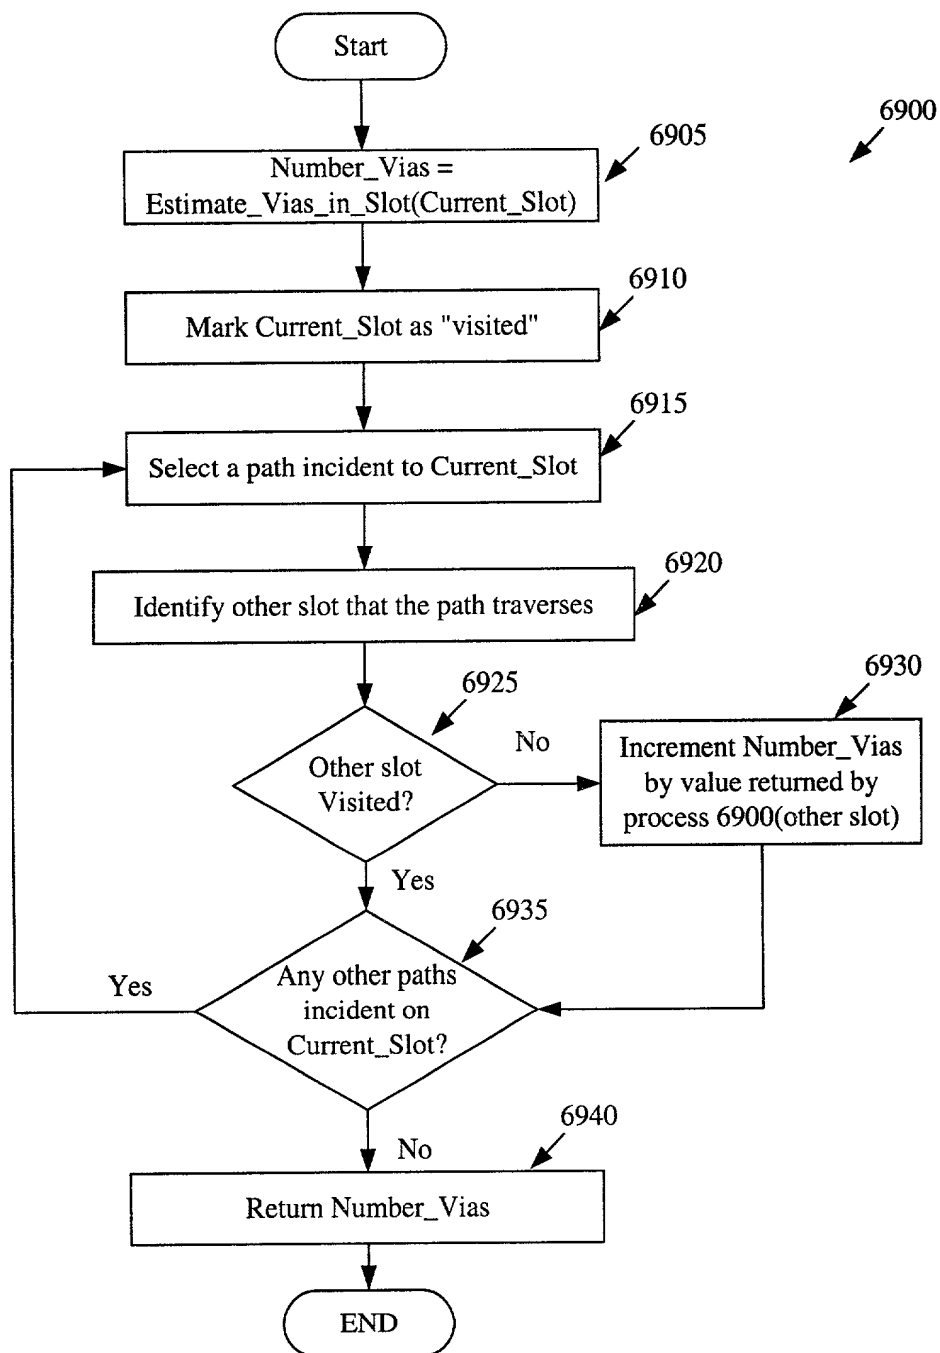 Start
6900
6905
Number_Vias =
Estimate_Vias_in_Slot(Current_Slot)
6910
Mark Current_Slot as "visited"
6915
Select a path incident to Current_Slot
6920
Identify other slot that the path traverses
6925
Other slot
Visited?
No
6930
Increment Number_Vias
by value returned by
process 6900(other slot)
Yes
6935
Any other paths
incident on
Current_Slot?
Yes
No
6940
Return Number_Vias
END